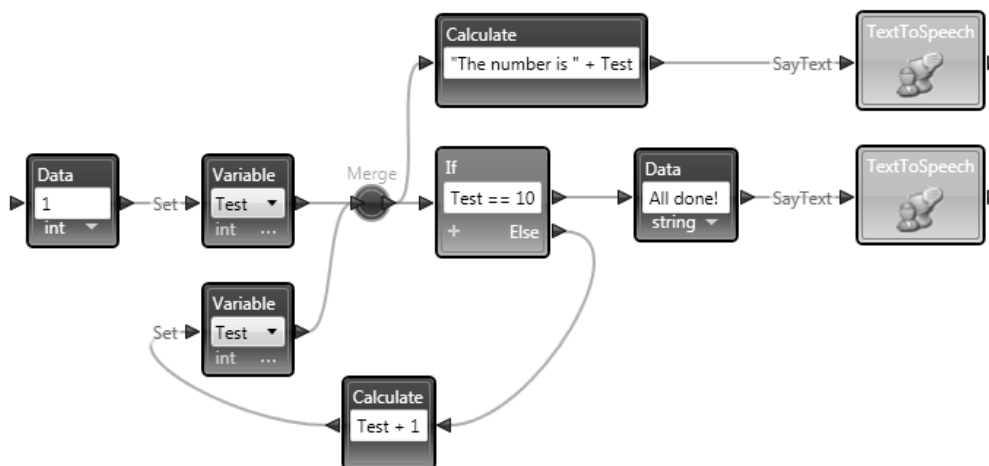 Calculate
"The number is " + Test
SayText
TextToSpeech
Data
1
int
Set
Variable
Test
int ...
Merge
If
Test == 10
+ Else
Data
All done!
string
SayText
TextToSpeech
Set
Variable
Test
int ...
Calculate
Test + 1